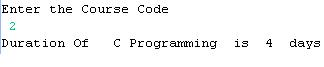 Enter the Course Code
2
Duration Of   C Programming  is  4  days